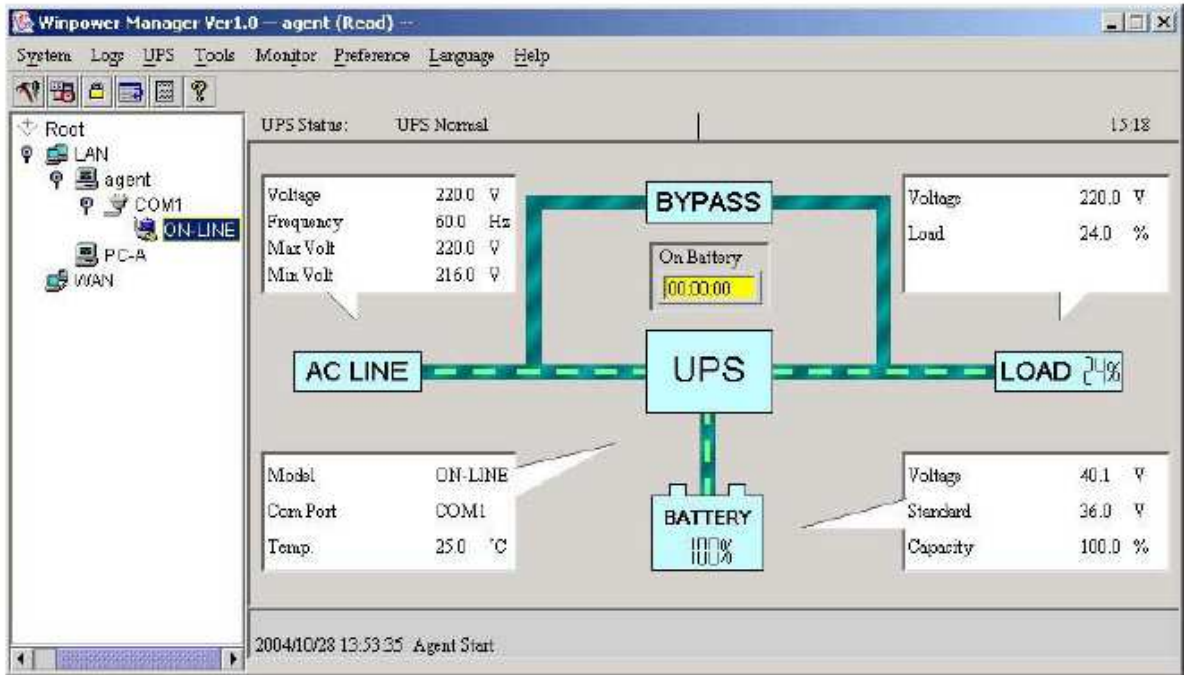 Winpower Manager Ver1.0 -- agent (Read) --
System Logs UPS Tools Monitor Preference Language Help
Root
LAN
agent
COM1
ON-LINE
PC-A
WAN
UPS Status: UPS Normal 15:18
Voltage 220.0 V
Frequency 60.0 Hz
Max Volt 220.0 V
Min Volt 216.0 V
BYPASS
On Battery
00:00:00
Voltage 220.0 V
Load 24.0 %
AC LINE
UPS
LOAD 24%
Model ON-LINE
Com Port COM1
Temp. 25.0 °C
BATTERY
100%
Voltage 40.1 V
Standard 36.0 V
Capacity 100.0 %
2004/10/28 13:53:35 Agent Start